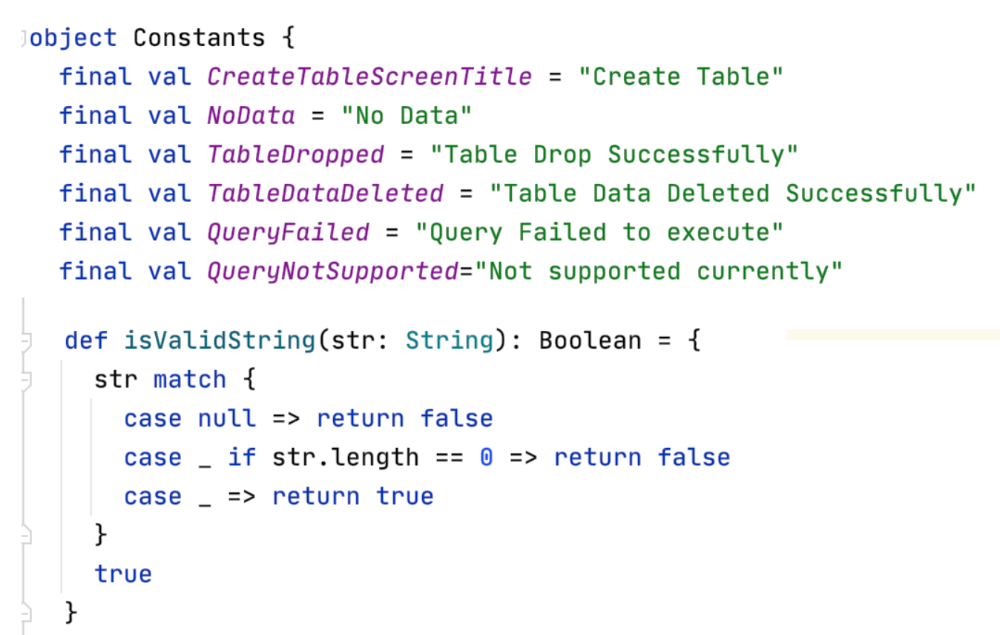 object Constants {
  final val CreateTableScreenTitle = "Create Table"
  final val NoData = "No Data"
  final val TableDropped = "Table Drop Successfully"
  final val TableDataDeleted = "Table Data Deleted Successfully"
  final val QueryFailed = "Query Failed to execute"
  final val QueryNotSupported="Not supported currently"
  def isValidString(str: String): Boolean = {
    str match {
      case null => return false
      case _ if str.length == 0 => return false
      case _ => return true
    }
    true
  }